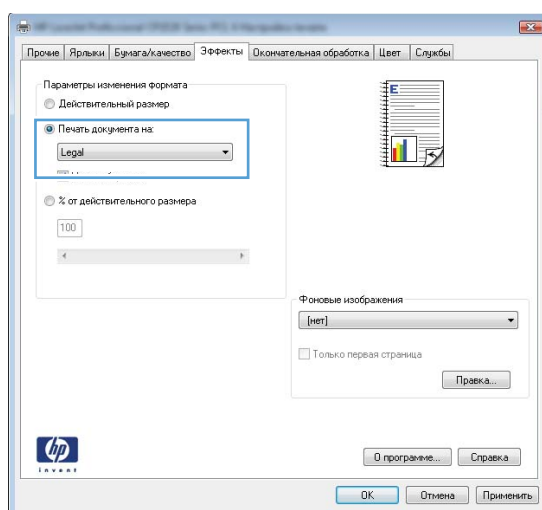 Прочие Ярлыки Бумага/качество Эффекты Окончательная обработка Цвет Службы
Параметры изменения формата
Действительный размер
Печать документа на:
Legal
% от действительного размера
100
E
Фоновые изображения
[нет]
Только первая страница
Правка...
hp
invent
О программе... Справка
OK Отмена Применить